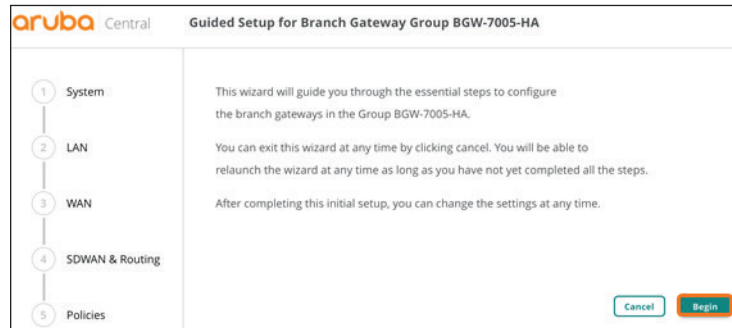 aruba Central
Guided Setup for Branch Gateway Group BGW-7005-HA
1 System
2 LAN
3 WAN
4 SDWAN & Routing
5 Policies
This wizard will guide you through the essential steps to configure
the branch gateways in the Group BGW-7005-HA.
You can exit this wizard at any time by clicking cancel. You will be able to
relaunch the wizard at any time as long as you have not yet completed all the steps.
After completing this initial setup, you can change the settings at any time.
Cancel
Begin